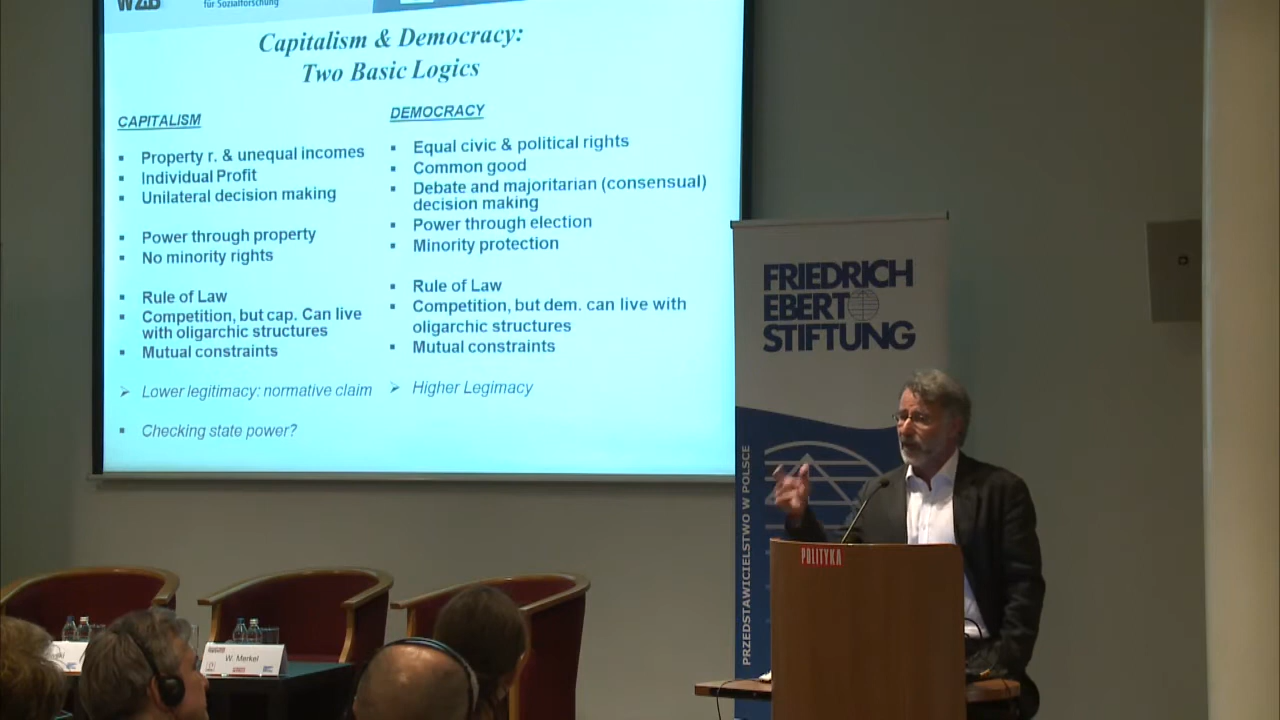 WZB
für Sozialforschung
Capitalism & Democracy:
Two Basic Logics
CAPITALISM
▪ Property r. & unequal incomes
▪ Individual Profit
▪ Unilateral decision making
▪ Power through property
▪ No minority rights
▪ Rule of Law
▪ Competition, but cap. Can live
with oligarchic structures
▪ Mutual constraints
➢ Lower legitimacy: normative claim
▪ Checking state power?
DEMOCRACY
▪ Equal civic & political rights
▪ Common good
▪ Debate and majoritarian (consensual)
decision making
▪ Power through election
▪ Minority protection
▪ Rule of Law
▪ Competition, but dem. can live with
oligarchic structures
▪ Mutual constraints
➢ Higher Legimacy
FRIEDRICH
EBERT
STIFTUNG
PRZEDSTAWICIELSTWO W POLSCE
POLITYKA
W. Merkel